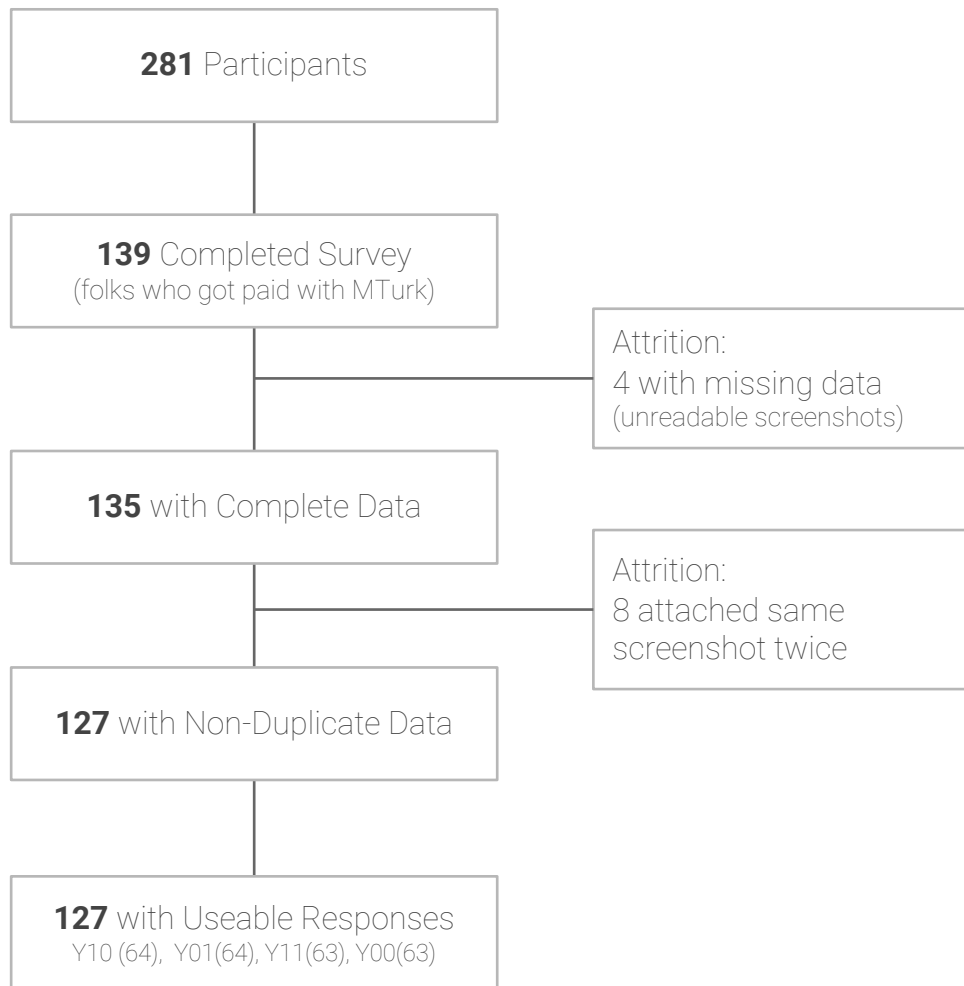 281 Participants
139 Completed Survey
(folks who got paid with MTurk)
Attrition:
4 with missing data
(unreadable screenshots)
135 with Complete Data
Attrition:
8 attached same
screenshot twice
127 with Non-Duplicate Data
127 with Useable Responses
Y10 (64), Y01(64), Y11(63), Y00(63)